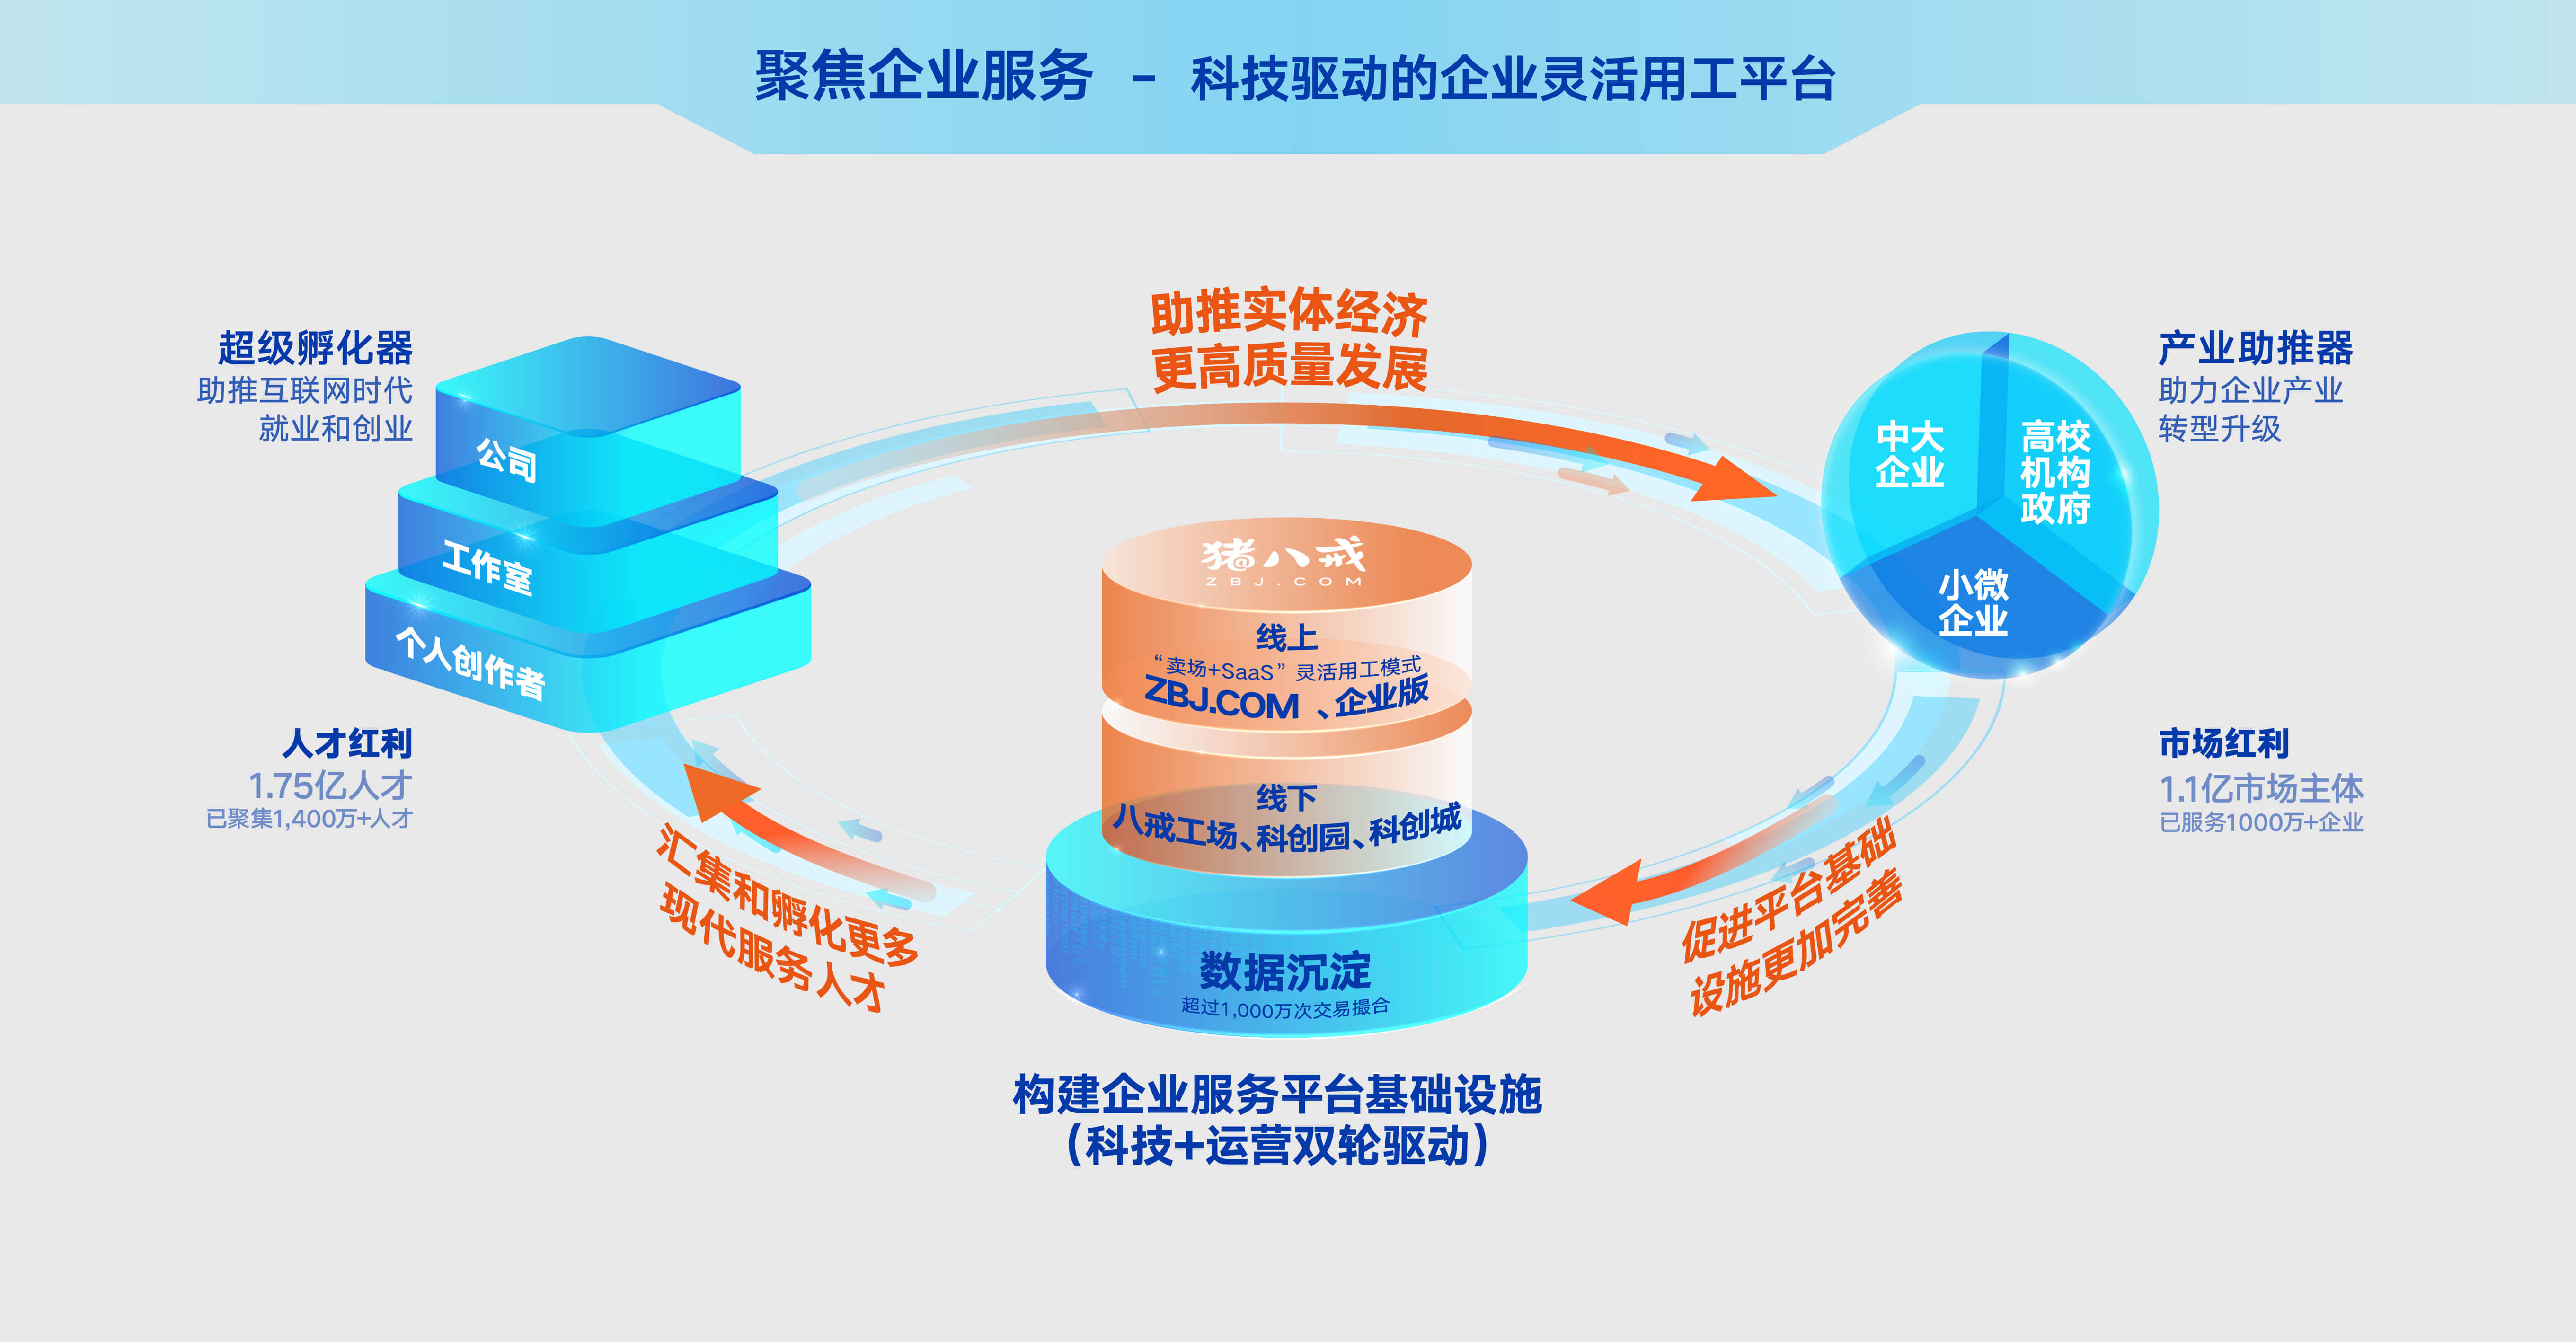 聚焦企业服务 - 科技驱动的企业灵活用工平台
助推实体经济
更高质量发展
超级孵化器
助推互联网时代
就业和创业
公司
工作室
个人创作者
人才红利
1.75亿人才
已聚集1,400万+人才
汇集和孵化更多
现代服务人才
猪八戒
ZBJ.COM
线上
“卖场+SaaS”灵活用工模式
ZBJ.COM、企业版
线下
八戒工场、科创园、科创城
数据沉淀
超过1,000万次交易撮合
构建企业服务平台基础设施
(科技+运营双轮驱动)
产业助推器
助力企业产业
转型升级
中大
企业
高校
机构
政府
小微
企业
市场红利
1.1亿市场主体
已服务1000万+企业
促进平台基础
设施更加完善